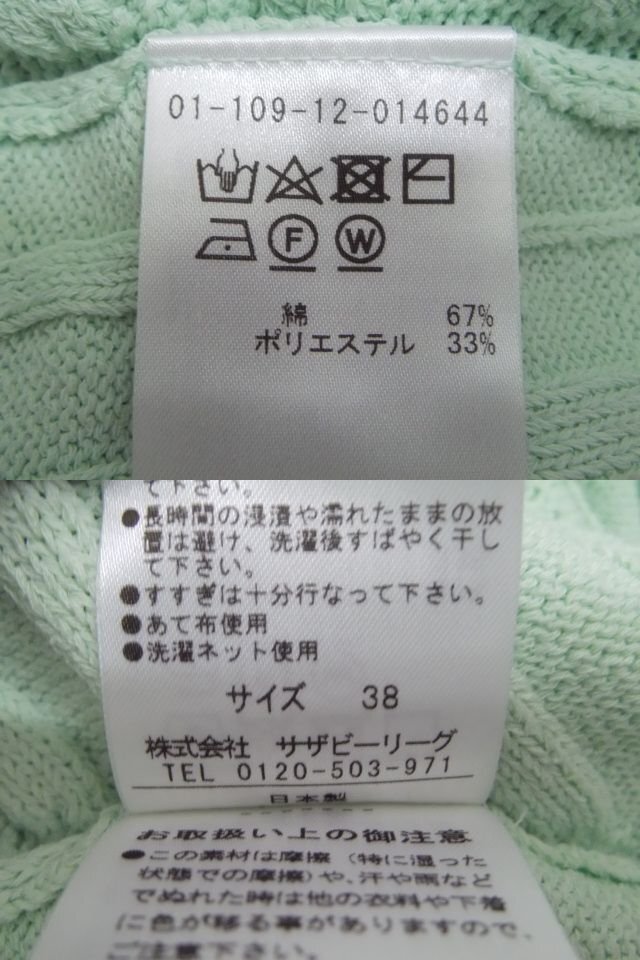 01-109-12-014644
F W
綿 67%
ポリエステル 33%
て下さい。
●長時間の浸漬や濡れたままの放
置は避け、洗濯後すばやく干し
て下さい。
●すすぎは十分行なって下さい。
●あて布使用
●洗濯ネット使用
サイズ 38
株式会社 サザビーリーグ
TEL 0120-503-971
日本製
お取扱い上の御注意
●この素材は摩擦（特に湿った
状態での摩擦）や、汗や雨など
でぬれた時は他の衣料や下着
に色が移る事がありますので、
ご注意下さい。